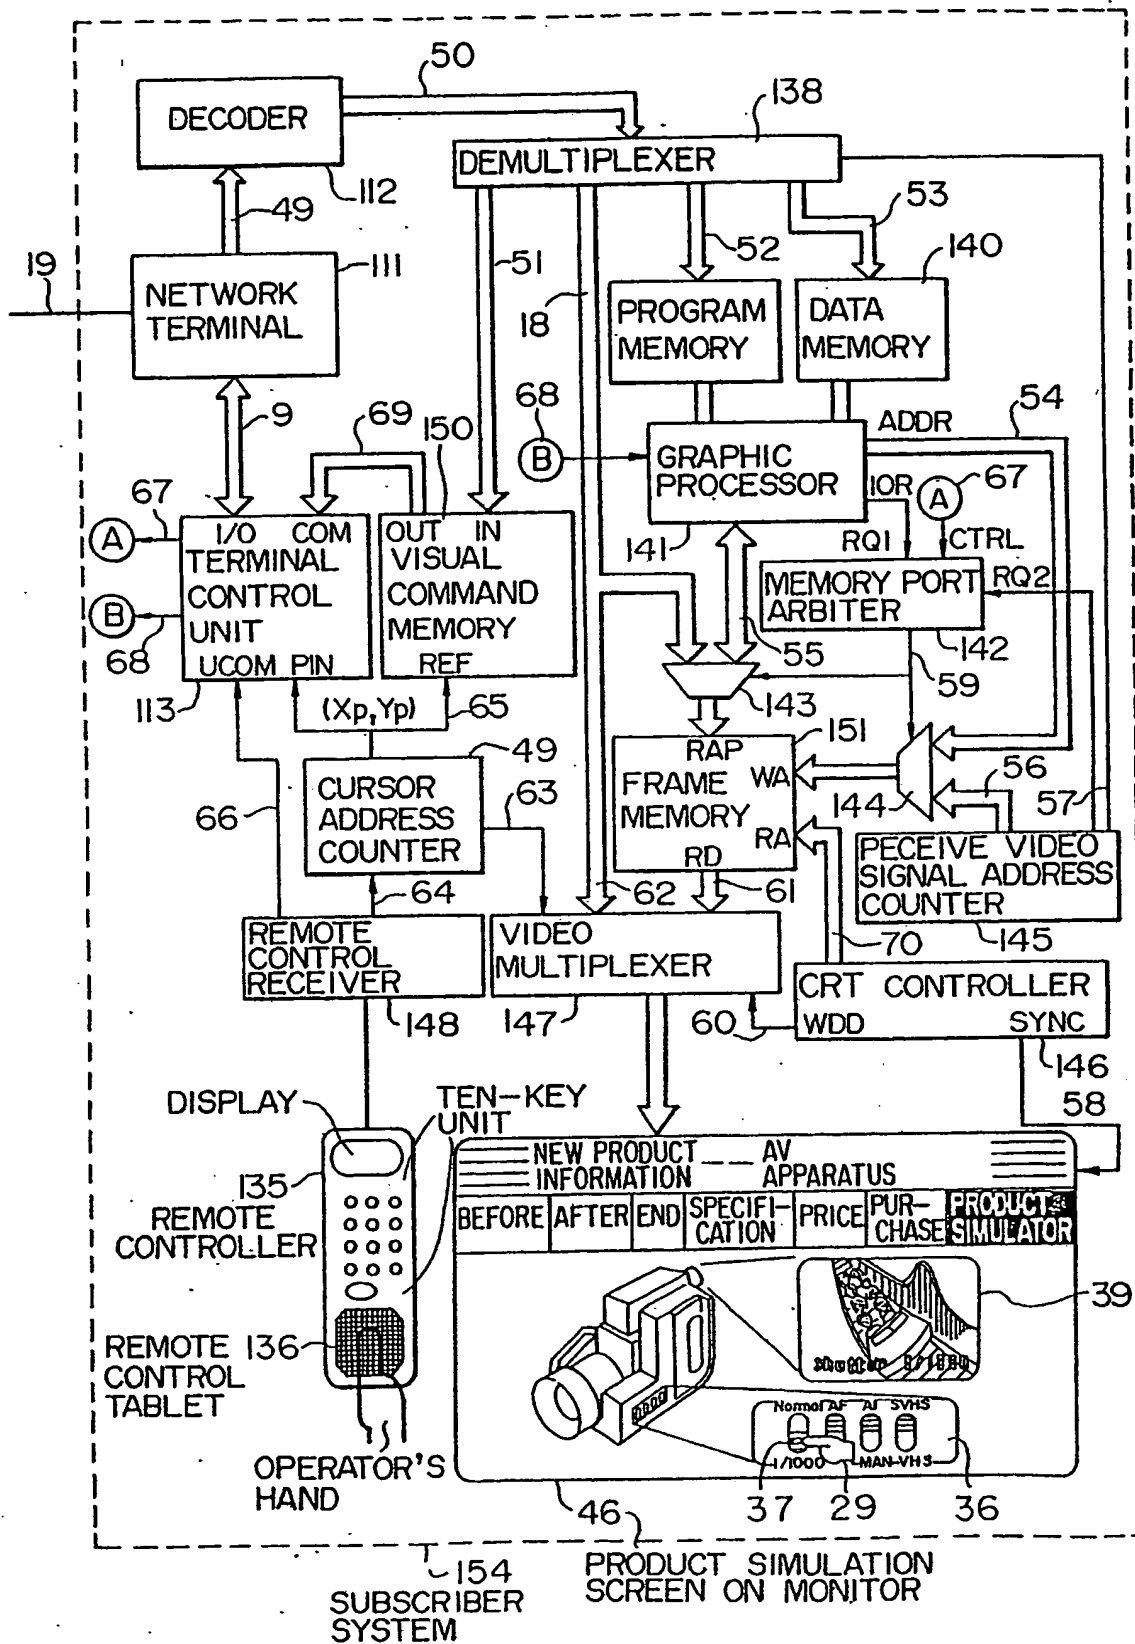 50
DECODER
138
DEMULTIPLEXER
112
49
53
52
140
19
111
51
NETWORK
TERMINAL
18
PROGRAM
MEMORY
DATA
MEMORY
9
69
150
68
B
ADDR
54
GRAPHIC
PROCESSOR
IOR
A
67
67
A
I/O COM
OUT IN
141
RQ1
CTRL
TERMINAL
CONTROL
UNIT
VISUAL
COMMAND
MEMORY
MEMORY PORT
ARBITER
RQ2
B
68
UCOM PIN
REF
55
142
59
113
(Xp,Yp)
65
143
49
151
RAP
CURSOR
ADDRESS
COUNTER
63
FRAME
MEMORY
WA
56
144
57
66
RA
RD
PECEIVE VIDEO
SIGNAL ADDRESS
COUNTER
64
62
61
REMOTE
CONTROL
RECEIVER
VIDEO
MULTIPLEXER
70
145
CRT CONTROLLER
148
147
60
WDD
SYNC
146
DISPLAY
TEN-KEY
UNIT
58
135
NEW PRODUCT
INFORMATION
AV
APPARATUS
REMOTE
CONTROLLER
BEFORE
AFTER
END
SPECIFI-
CATION
PRICE
PUR-
CHASE
PRODUCT
SIMULATOR
39
REMOTE
CONTROL
TABLET
136
shutter 1/1000
Normal AF AI SVHS
1/1000
MAN VHS
OPERATOR'S
HAND
46
37
29
36
PRODUCT SIMULATION
SCREEN ON MONITOR
154
SUBSCRIBER
SYSTEM